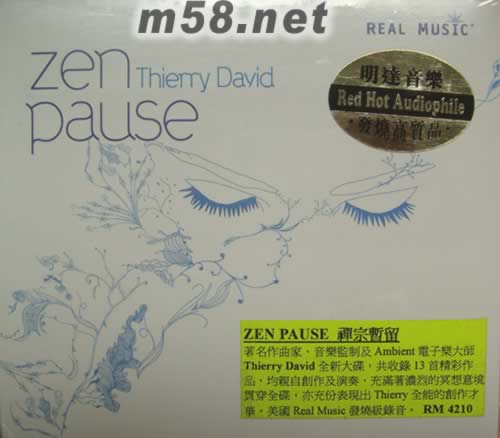 m58.net
REAL MUSIC
zen
Thierry David
pause
明達音樂
Red Hot Audiophile
發燒高質品
ZEN PAUSE 禪宗暫留
著名作曲家﹐音樂監制及 Ambient 電子樂大師
Thierry David 全新大碟﹐共收錄 13 首精彩作
品﹐均親自創作及演奏﹐充滿著濃烈的冥想意境
貫穿全碟﹐亦充份表現出 Thierry 全能的創作才
華。美國 Real Music 發燒級錄音。 RM 4210